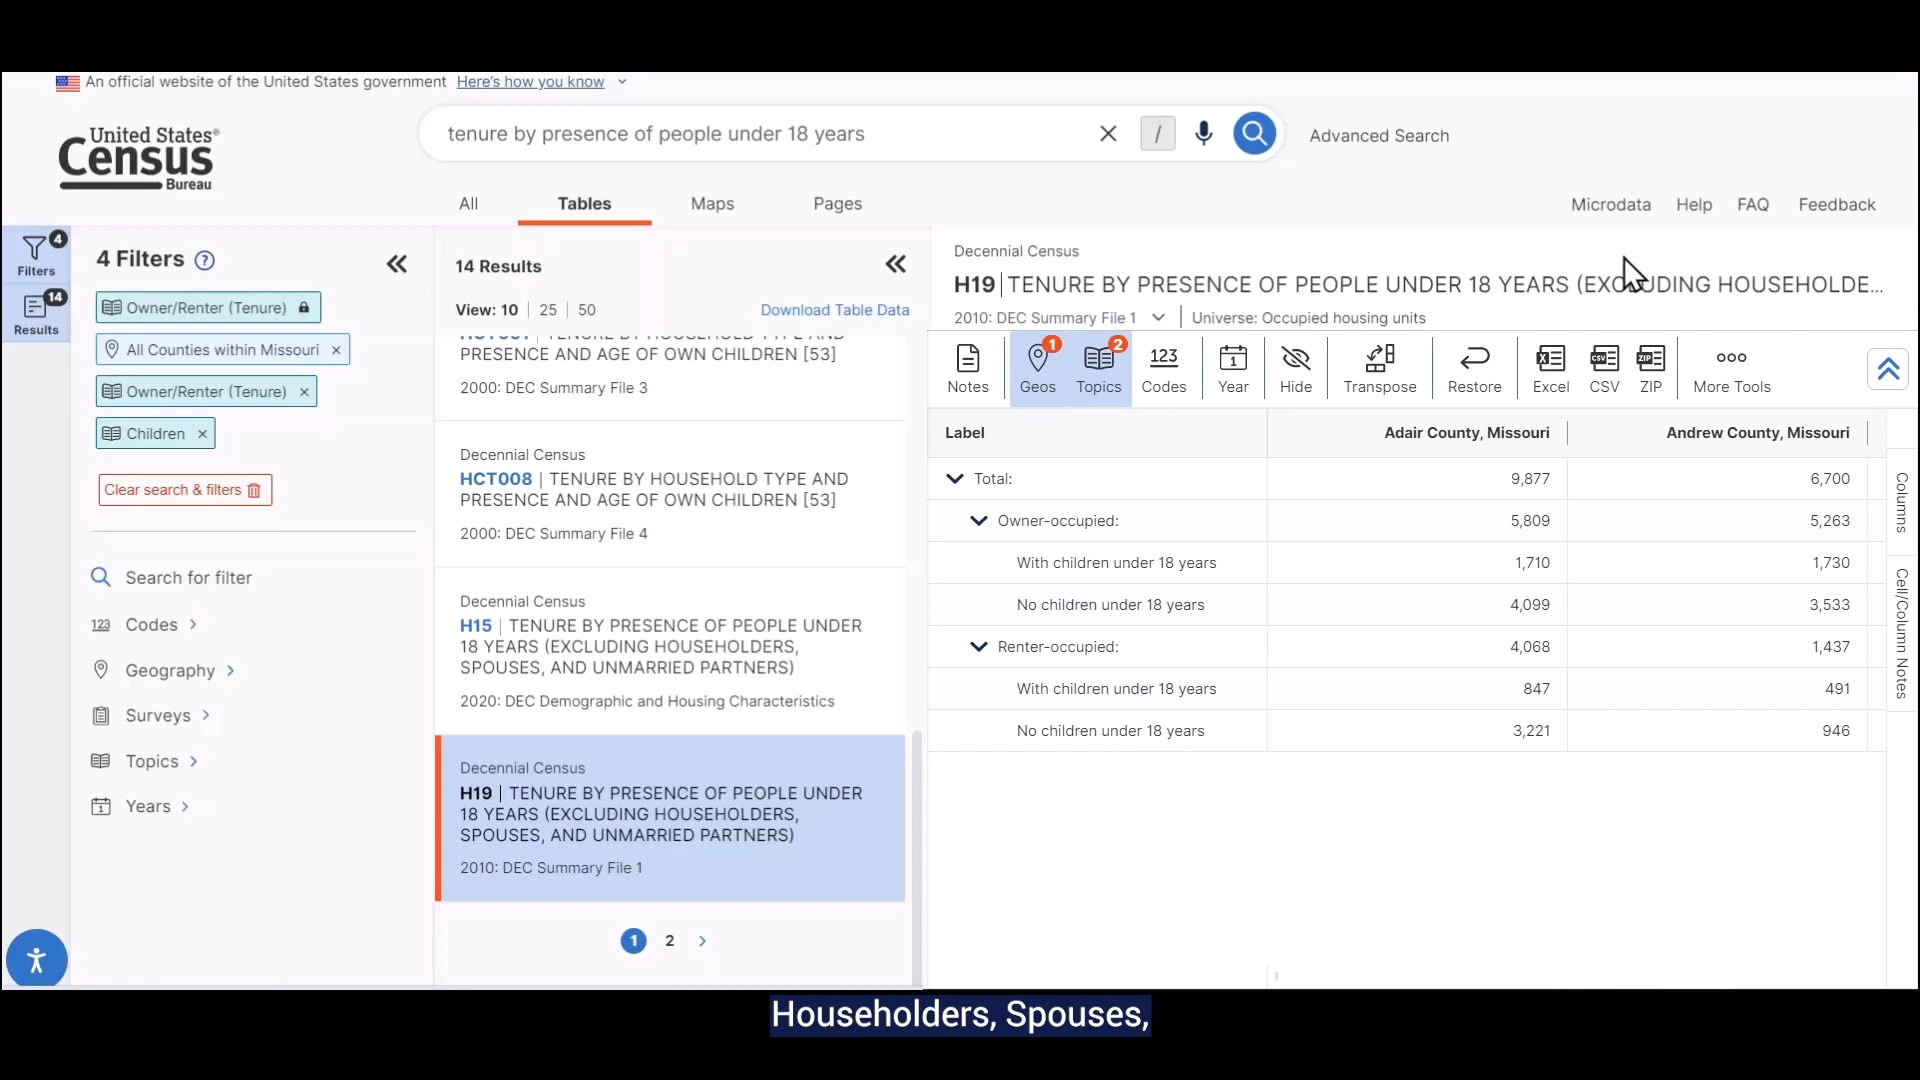 An official website of the United States government Here's how you know
United States®
Census
Bureau
tenure by presence of people under 18 years
/
Advanced Search
All Tables Maps Pages
Microdata Help FAQ Feedback
4
Filters
14
Results
4 Filters ?
Owner/Renter (Tenure)
All Counties within Missouri ×
Owner/Renter (Tenure) ×
Children ×
Clear search & filters
Search for filter
123 Codes
Geography
Surveys
Topics
Years
14 Results
View: 10 | 25 | 50 Download Table Data
HCT007 | TENURE BY HOUSEHOLD TYPE AND
PRESENCE AND AGE OF OWN CHILDREN [53]
2000: DEC Summary File 3
Decennial Census
HCT008 | TENURE BY HOUSEHOLD TYPE AND
PRESENCE AND AGE OF OWN CHILDREN [53]
2000: DEC Summary File 4
Decennial Census
H15 | TENURE BY PRESENCE OF PEOPLE UNDER
18 YEARS (EXCLUDING HOUSEHOLDERS,
SPOUSES, AND UNMARRIED PARTNERS)
2020: DEC Demographic and Housing Characteristics
Decennial Census
H19 | TENURE BY PRESENCE OF PEOPLE UNDER
18 YEARS (EXCLUDING HOUSEHOLDERS,
SPOUSES, AND UNMARRIED PARTNERS)
2010: DEC Summary File 1
1 2
Decennial Census
H19 | TENURE BY PRESENCE OF PEOPLE UNDER 18 YEARS (EXCLUDING HOUSEHOLDE...
2010: DEC Summary File 1 | Universe: Occupied housing units
1 2 123 1 X CSV ZIP
Notes Geos Topics Codes Year Hide Transpose Restore Excel CSV ZIP More Tools
Label Adair County, Missouri Andrew County, Missouri
Total: 9,877 6,700
Owner-occupied: 5,809 5,263
With children under 18 years 1,710 1,730
No children under 18 years 4,099 3,533
Renter-occupied: 4,068 1,437
With children under 18 years 847 491
No children under 18 years 3,221 946
Columns
Cell/Column Notes
Householders, Spouses,